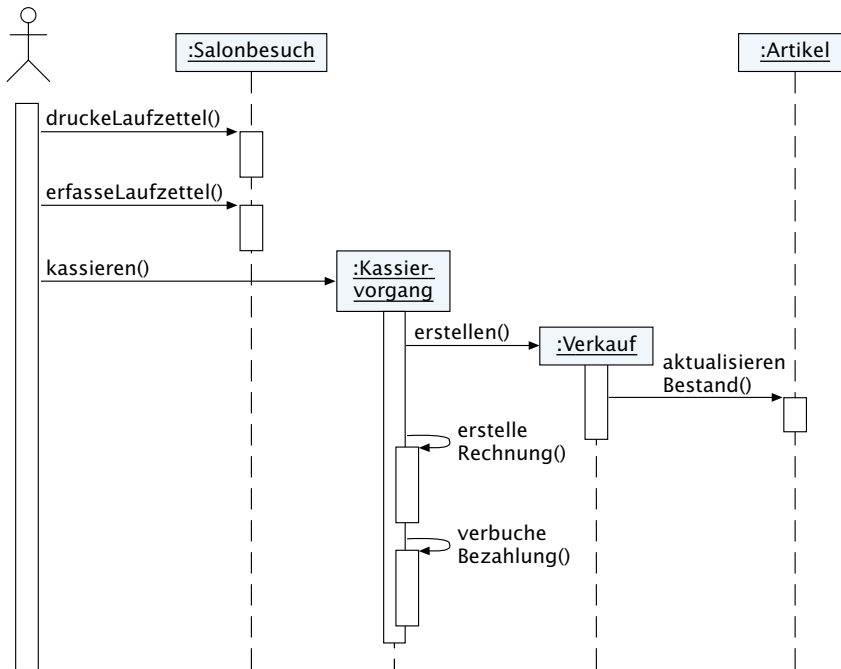 :Salonbesuch
:Artikel
druckeLaufzettel()
erfasseLaufzettel()
kassieren()
:Kassier-
vorgang
erstellen()
:Verkauf
aktualisieren
Bestand()
erstelle
Rechnung()
verbuche
Bezahlung()